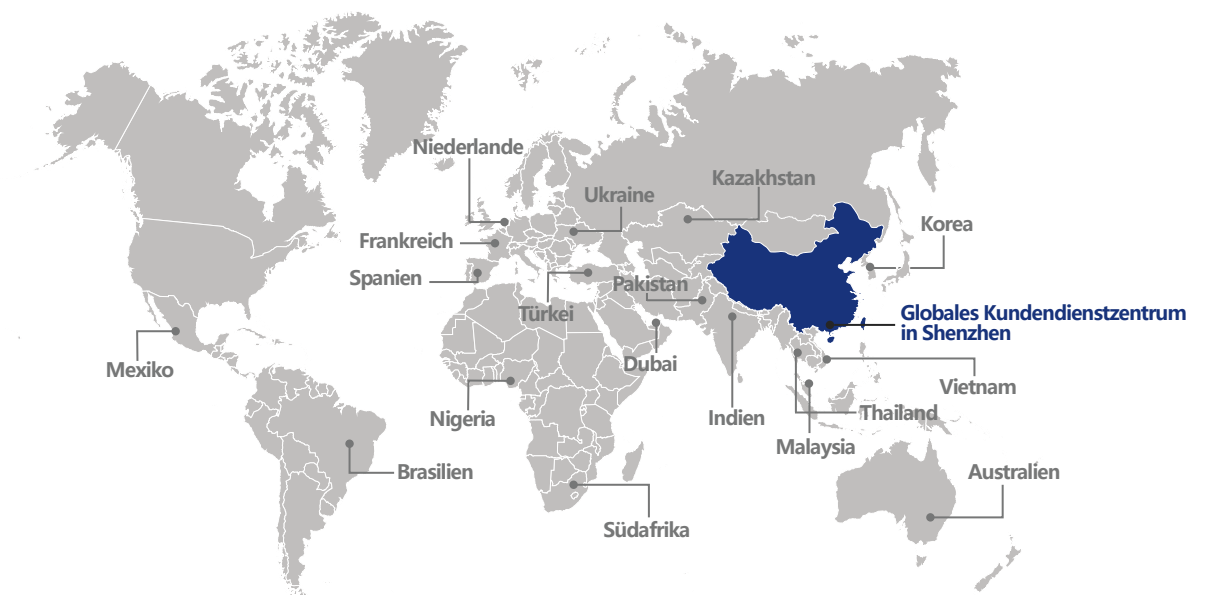 Niederlande
Kazakhstan
Ukraine
Korea
Frankreich
Spanien
Pakistan
Türkei
Globales Kundendienstzentrum
in Shenzhen
Mexiko
Dubai
Vietnam
Nigeria
Indien
Thailand
Malaysia
Brasilien
Australien
Südafrika